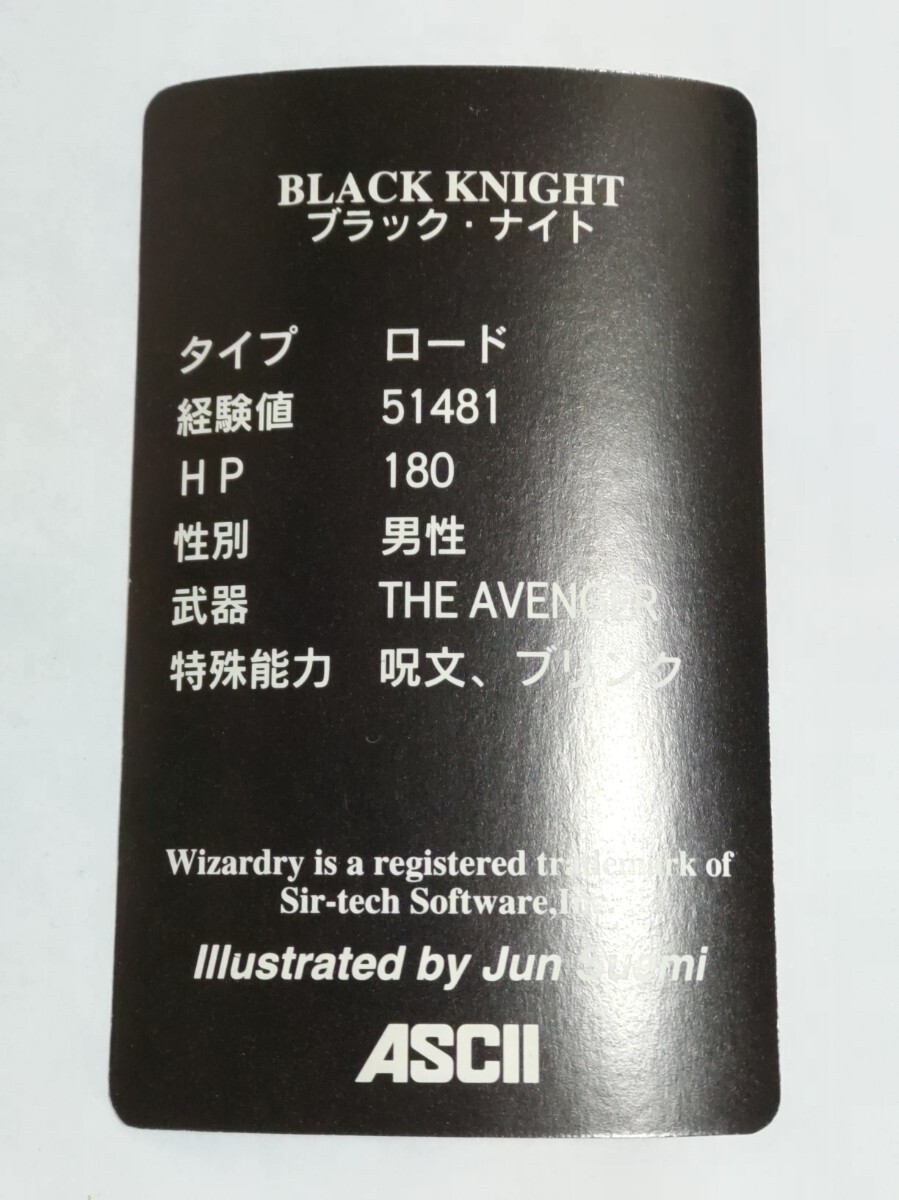 BLACK KNIGHT
ブラック・ナイト
タイプ ロード
経験値 51481
HP 180
性別 男性
武器 THE AVENGER
特殊能力 呪文、ブリンク
Wizardry is a registered trademark of
Sir-tech Software,Inc.
Illustrated by Jun Suemi
ASCII